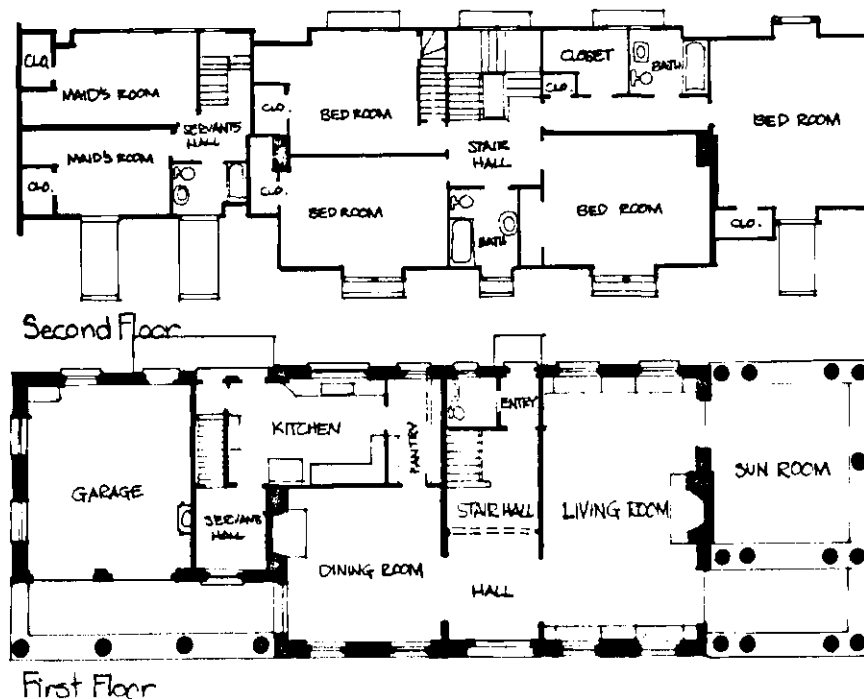 CLO.
MAID'S ROOM
CLO.
BED ROOM
CLOSET
CLO.
BATH
BED ROOM
SERVANTS
HALL
MAID'S ROOM
STAIR
HALL
CLO.
CLO.
BED ROOM
BATH
BED ROOM
CLO.
Second Floor
KITCHEN
PANTRY
ENTRY
GARAGE
SERVANT
HALL
STAIR HALL
LIVING ROOM
SUN ROOM
DINING ROOM
HALL
First Floor